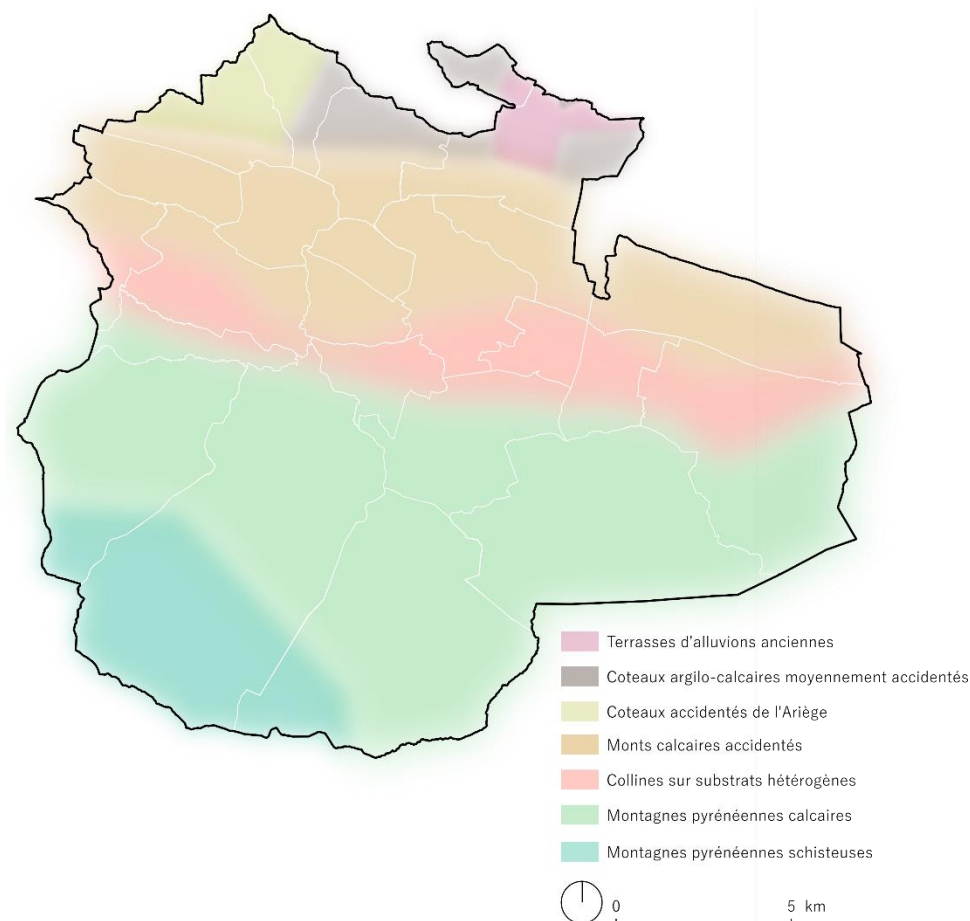 Terrasses d'alluvions anciennes
Coteaux argilo-calcaires moyennement accidentés
Coteaux accidentés de l'Ariège
Monts calcaires accidentés
Collines sur substrats hétérogènes
Montagnes pyrénéennes calcaires
Montagnes pyrénéennes schisteuses
0 5 km